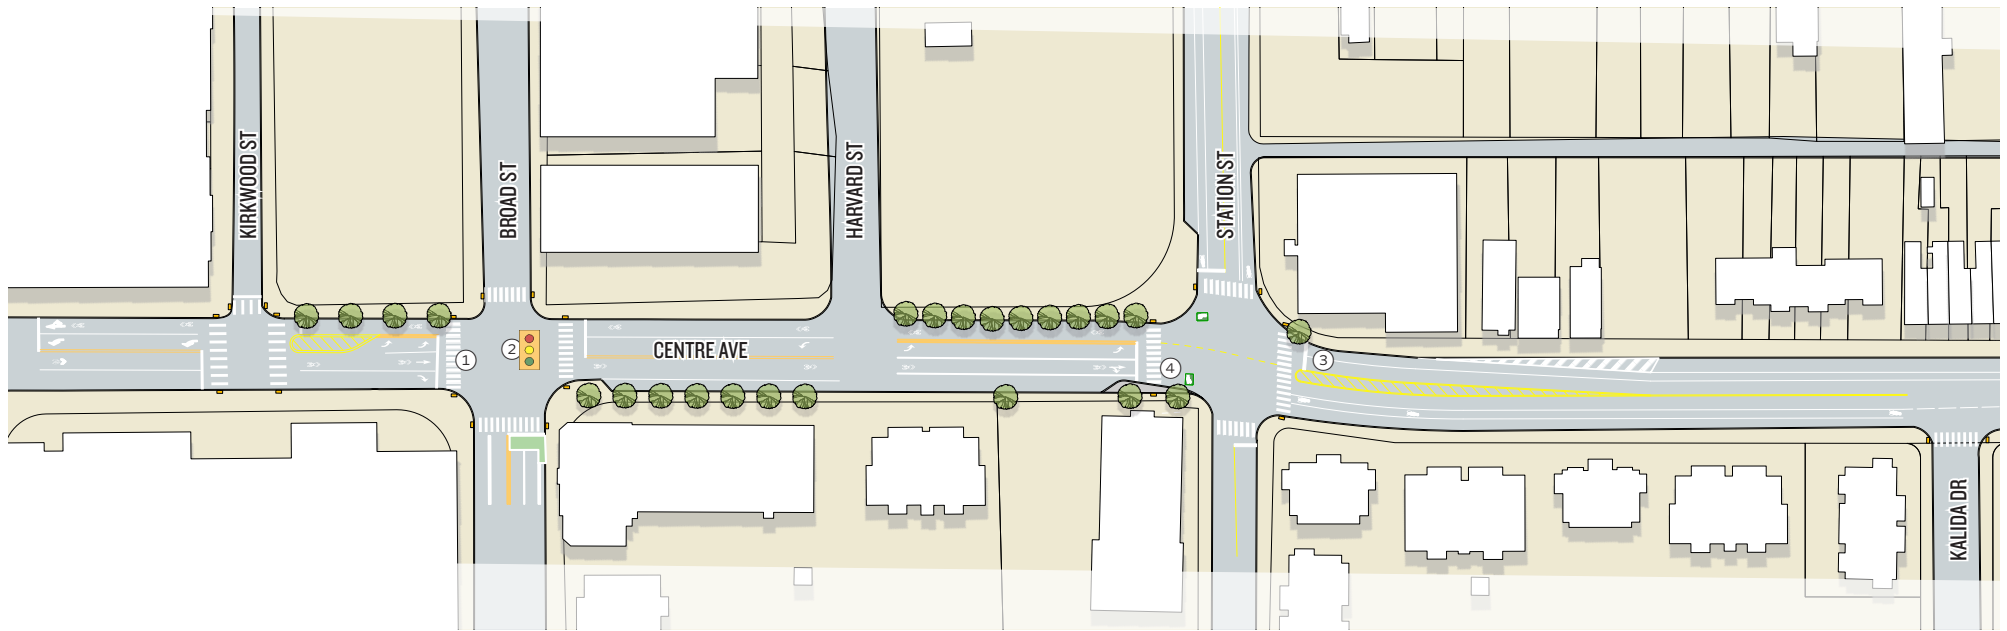 KIRKWOOD ST
BROAD ST
HARVARD ST
STATION ST
CENTRE AVE
1
2
3
4
KALIDA DR